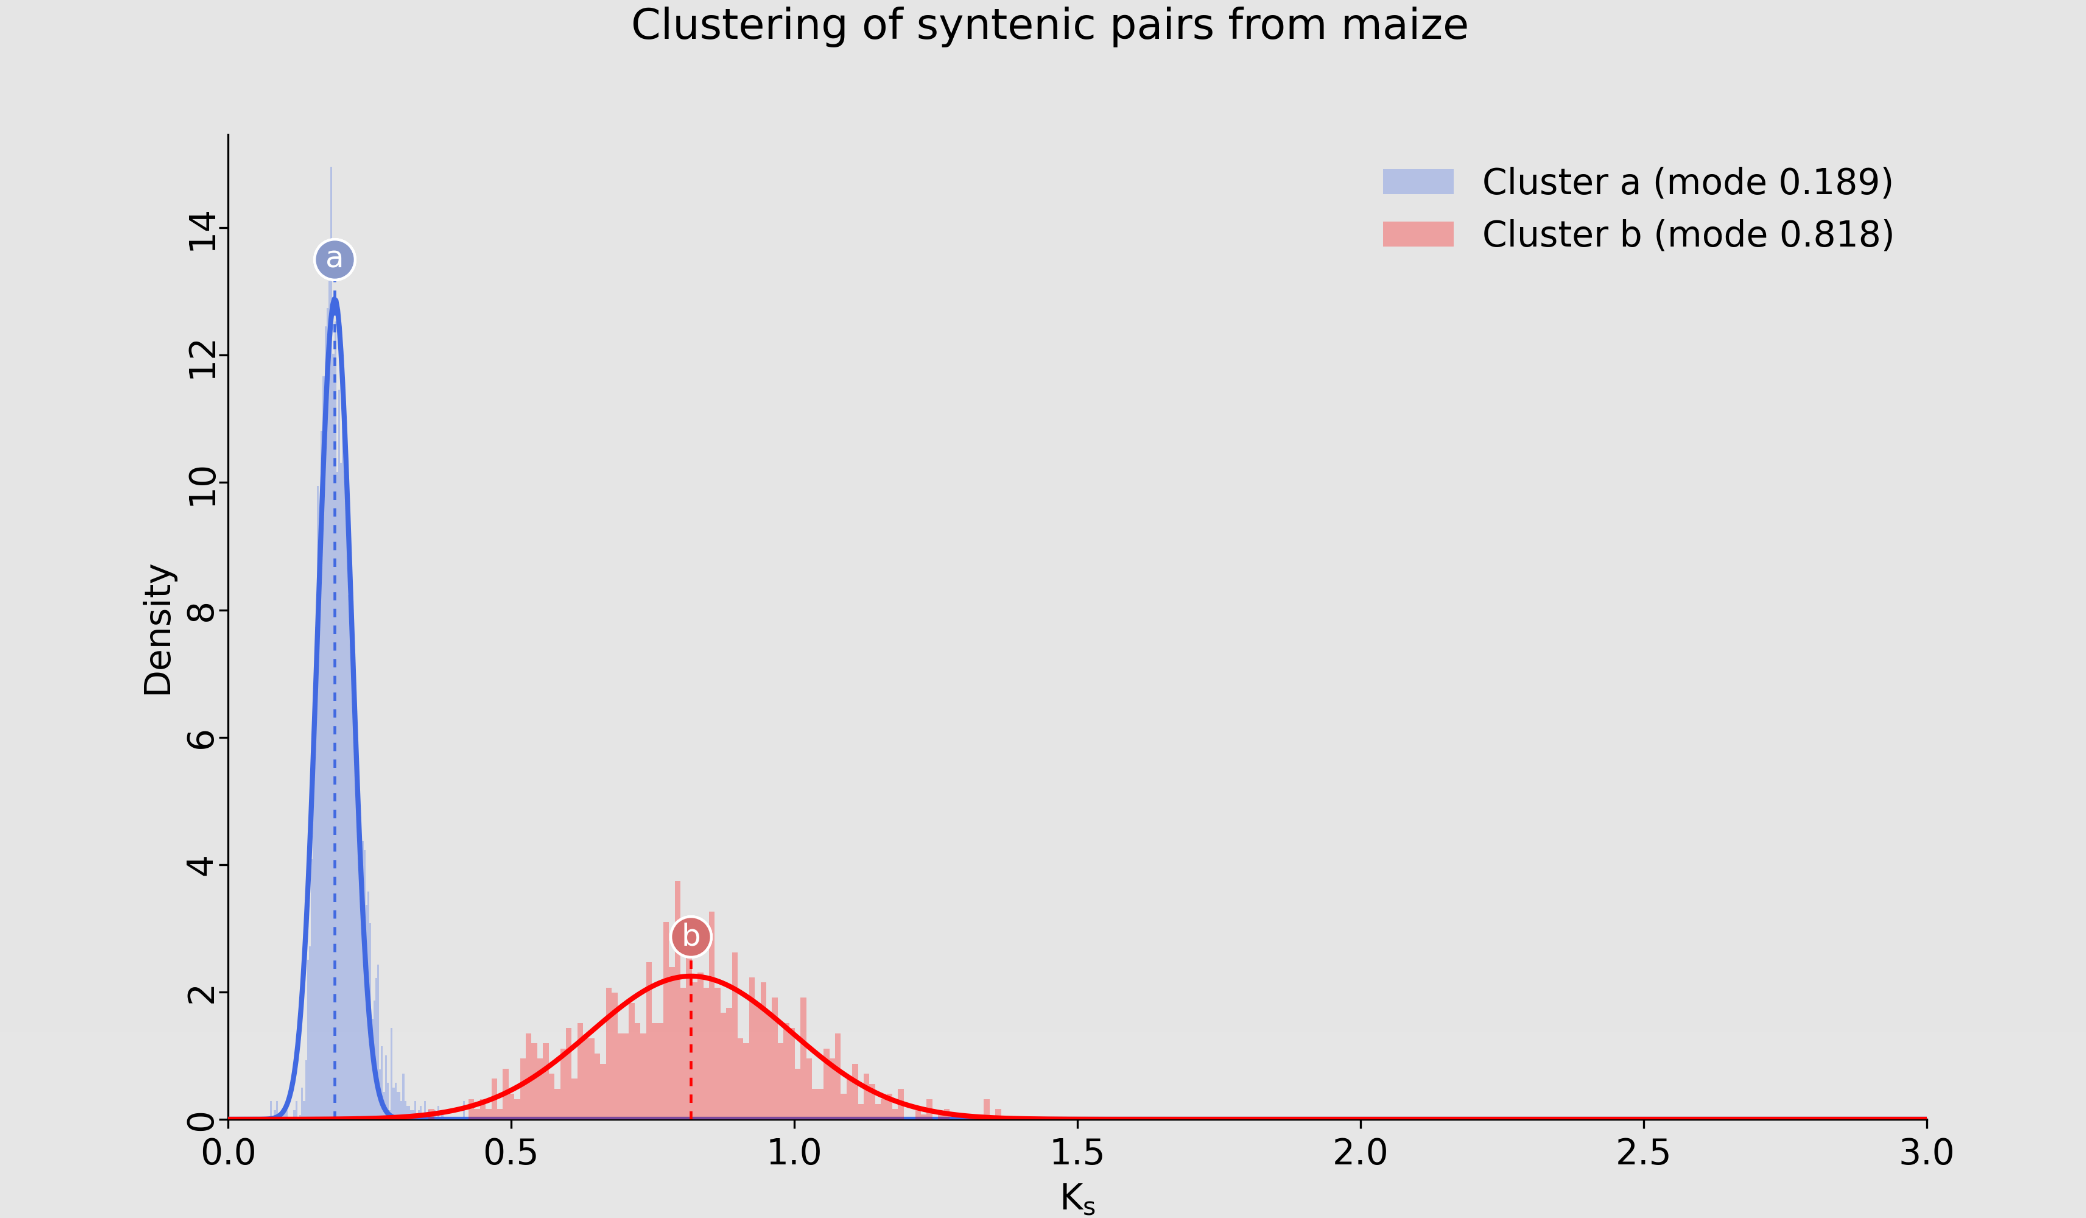 Clustering of syntenic pairs from maize
Cluster a (mode 0.189)
Cluster b (mode 0.818)
a
b
Density
14
12
10
8
6
4
2
0
0.0 0.5 1.0 1.5 2.0 2.5 3.0
Ks